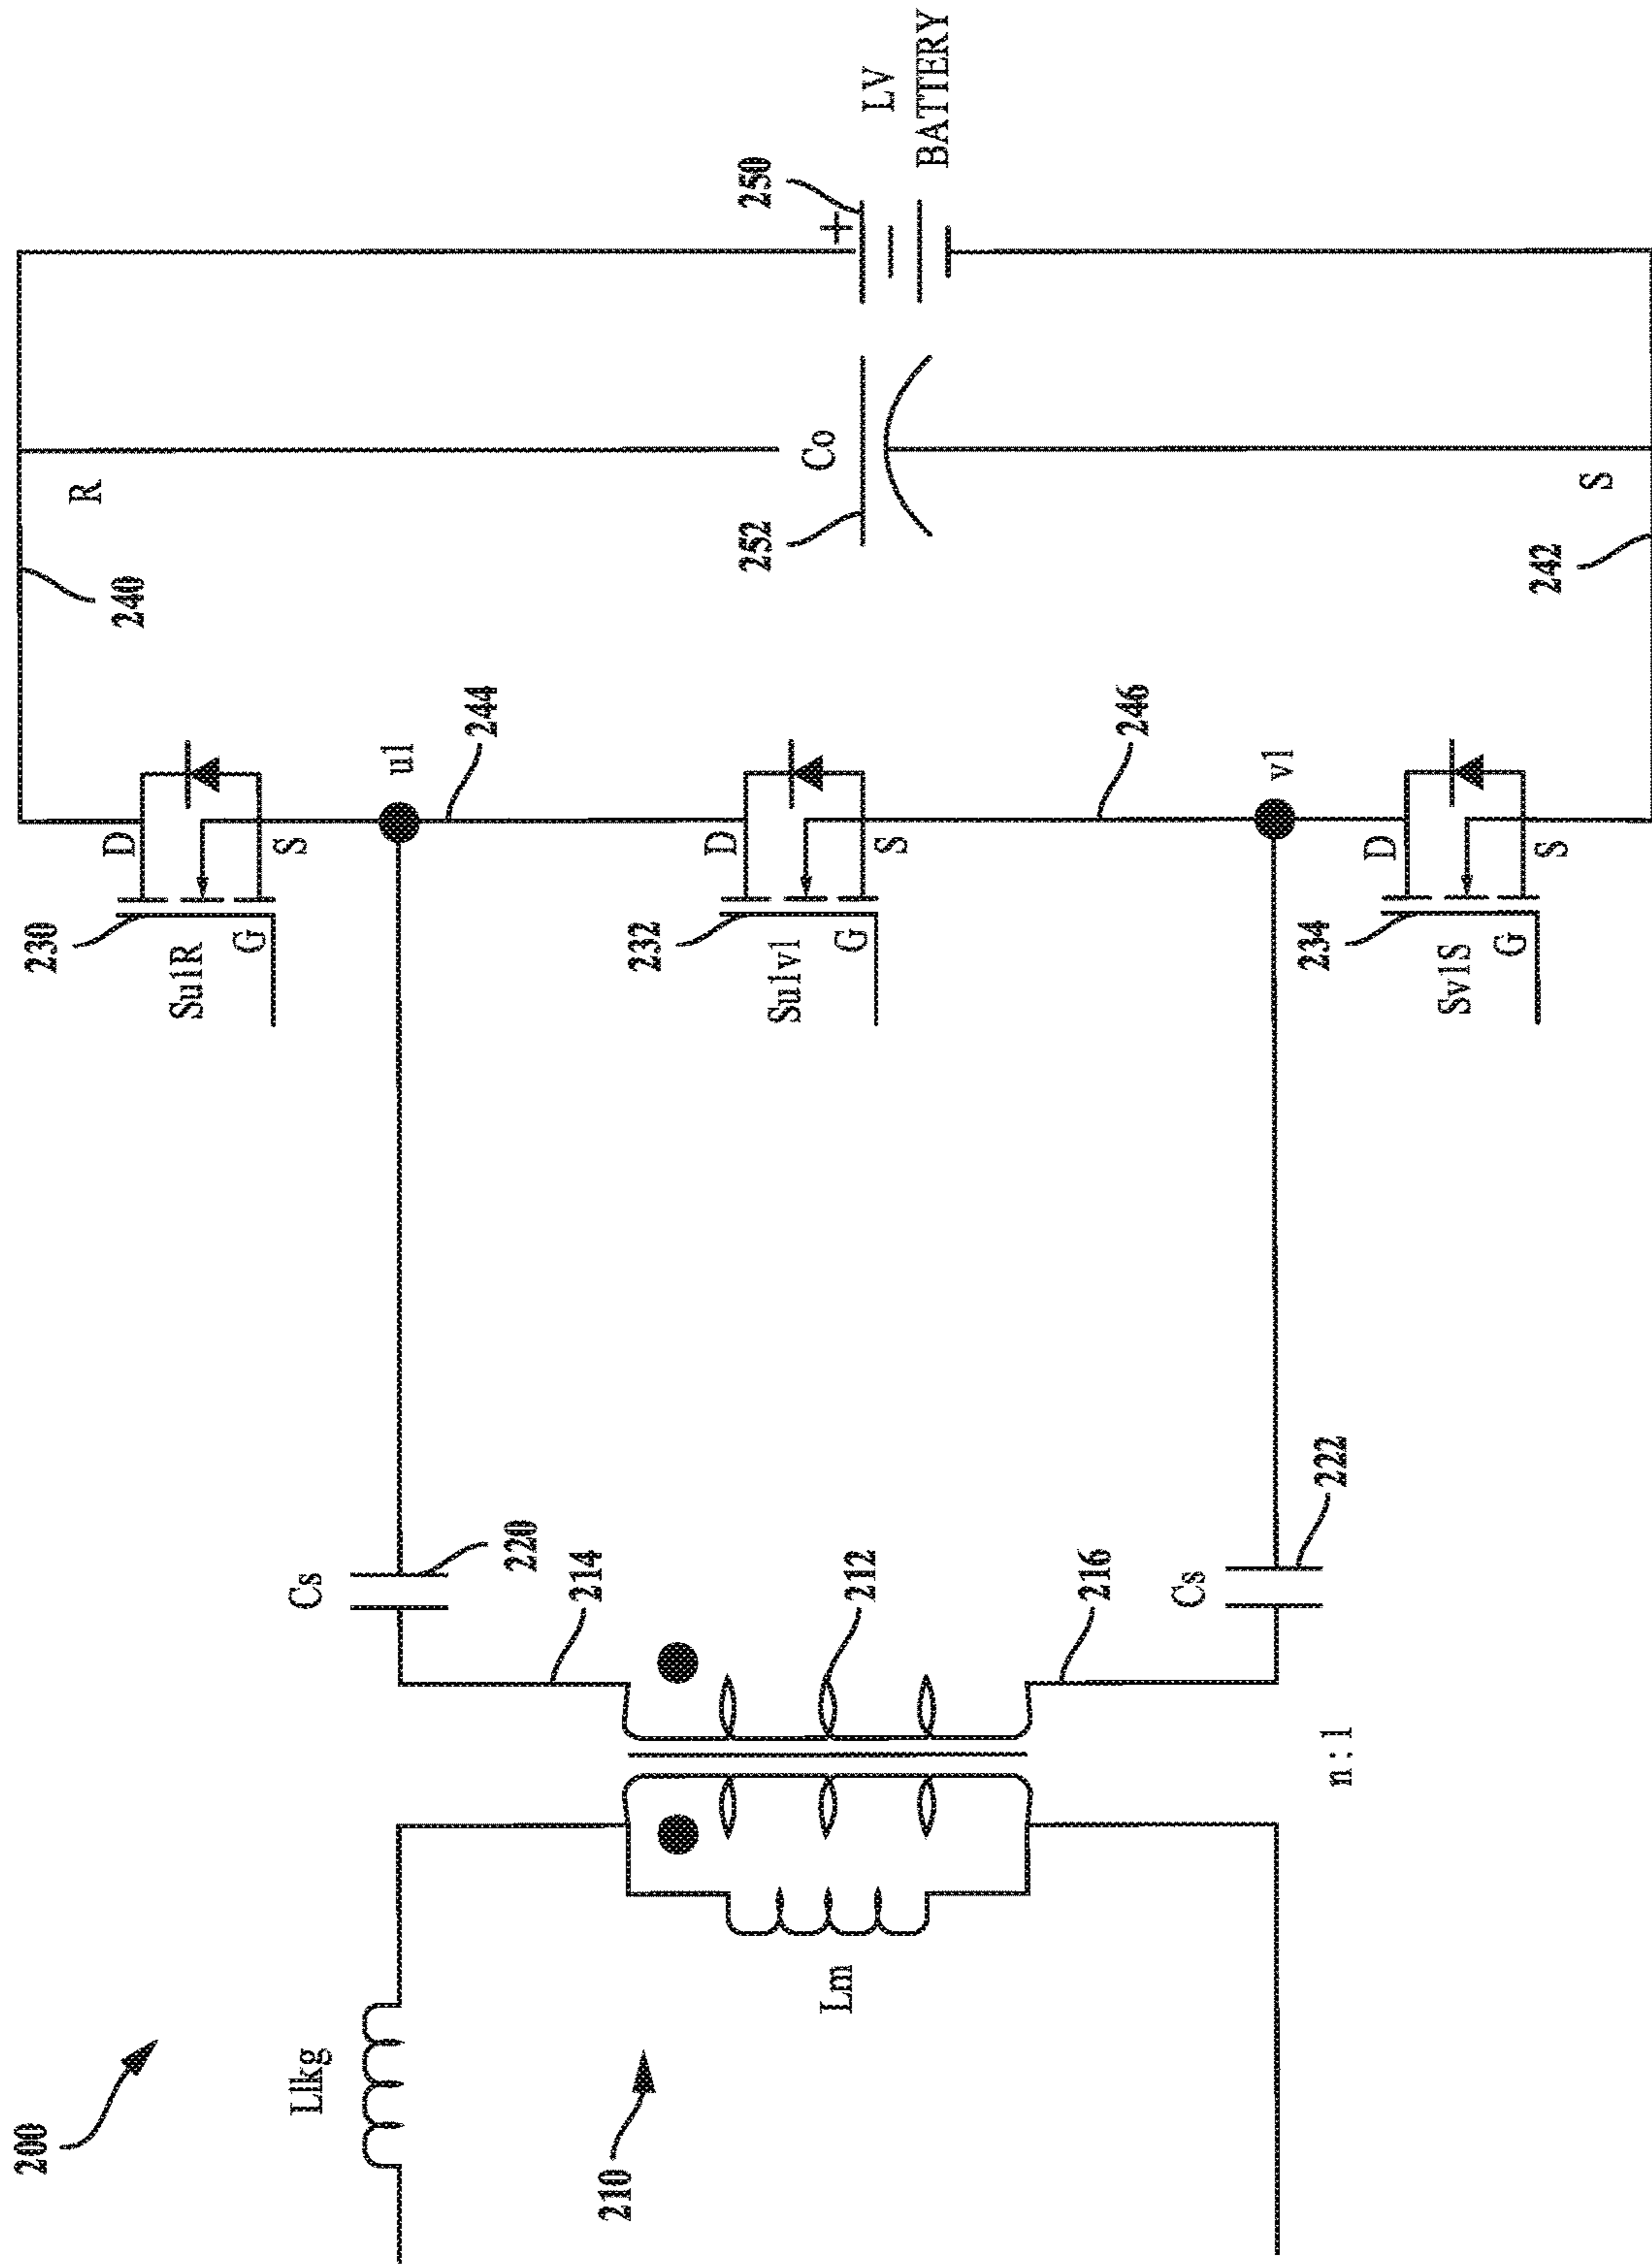 200
Llkg
210
Lm
n : 1
Cs
220
214
212
216
Cs
222
230
Su1R
D
S
G
u1
244
232
Su1v1
D
S
G
246
v1
234
Sv1S
D
S
G
240
R
242
S
252
Co
250
+
LV
BATTERY